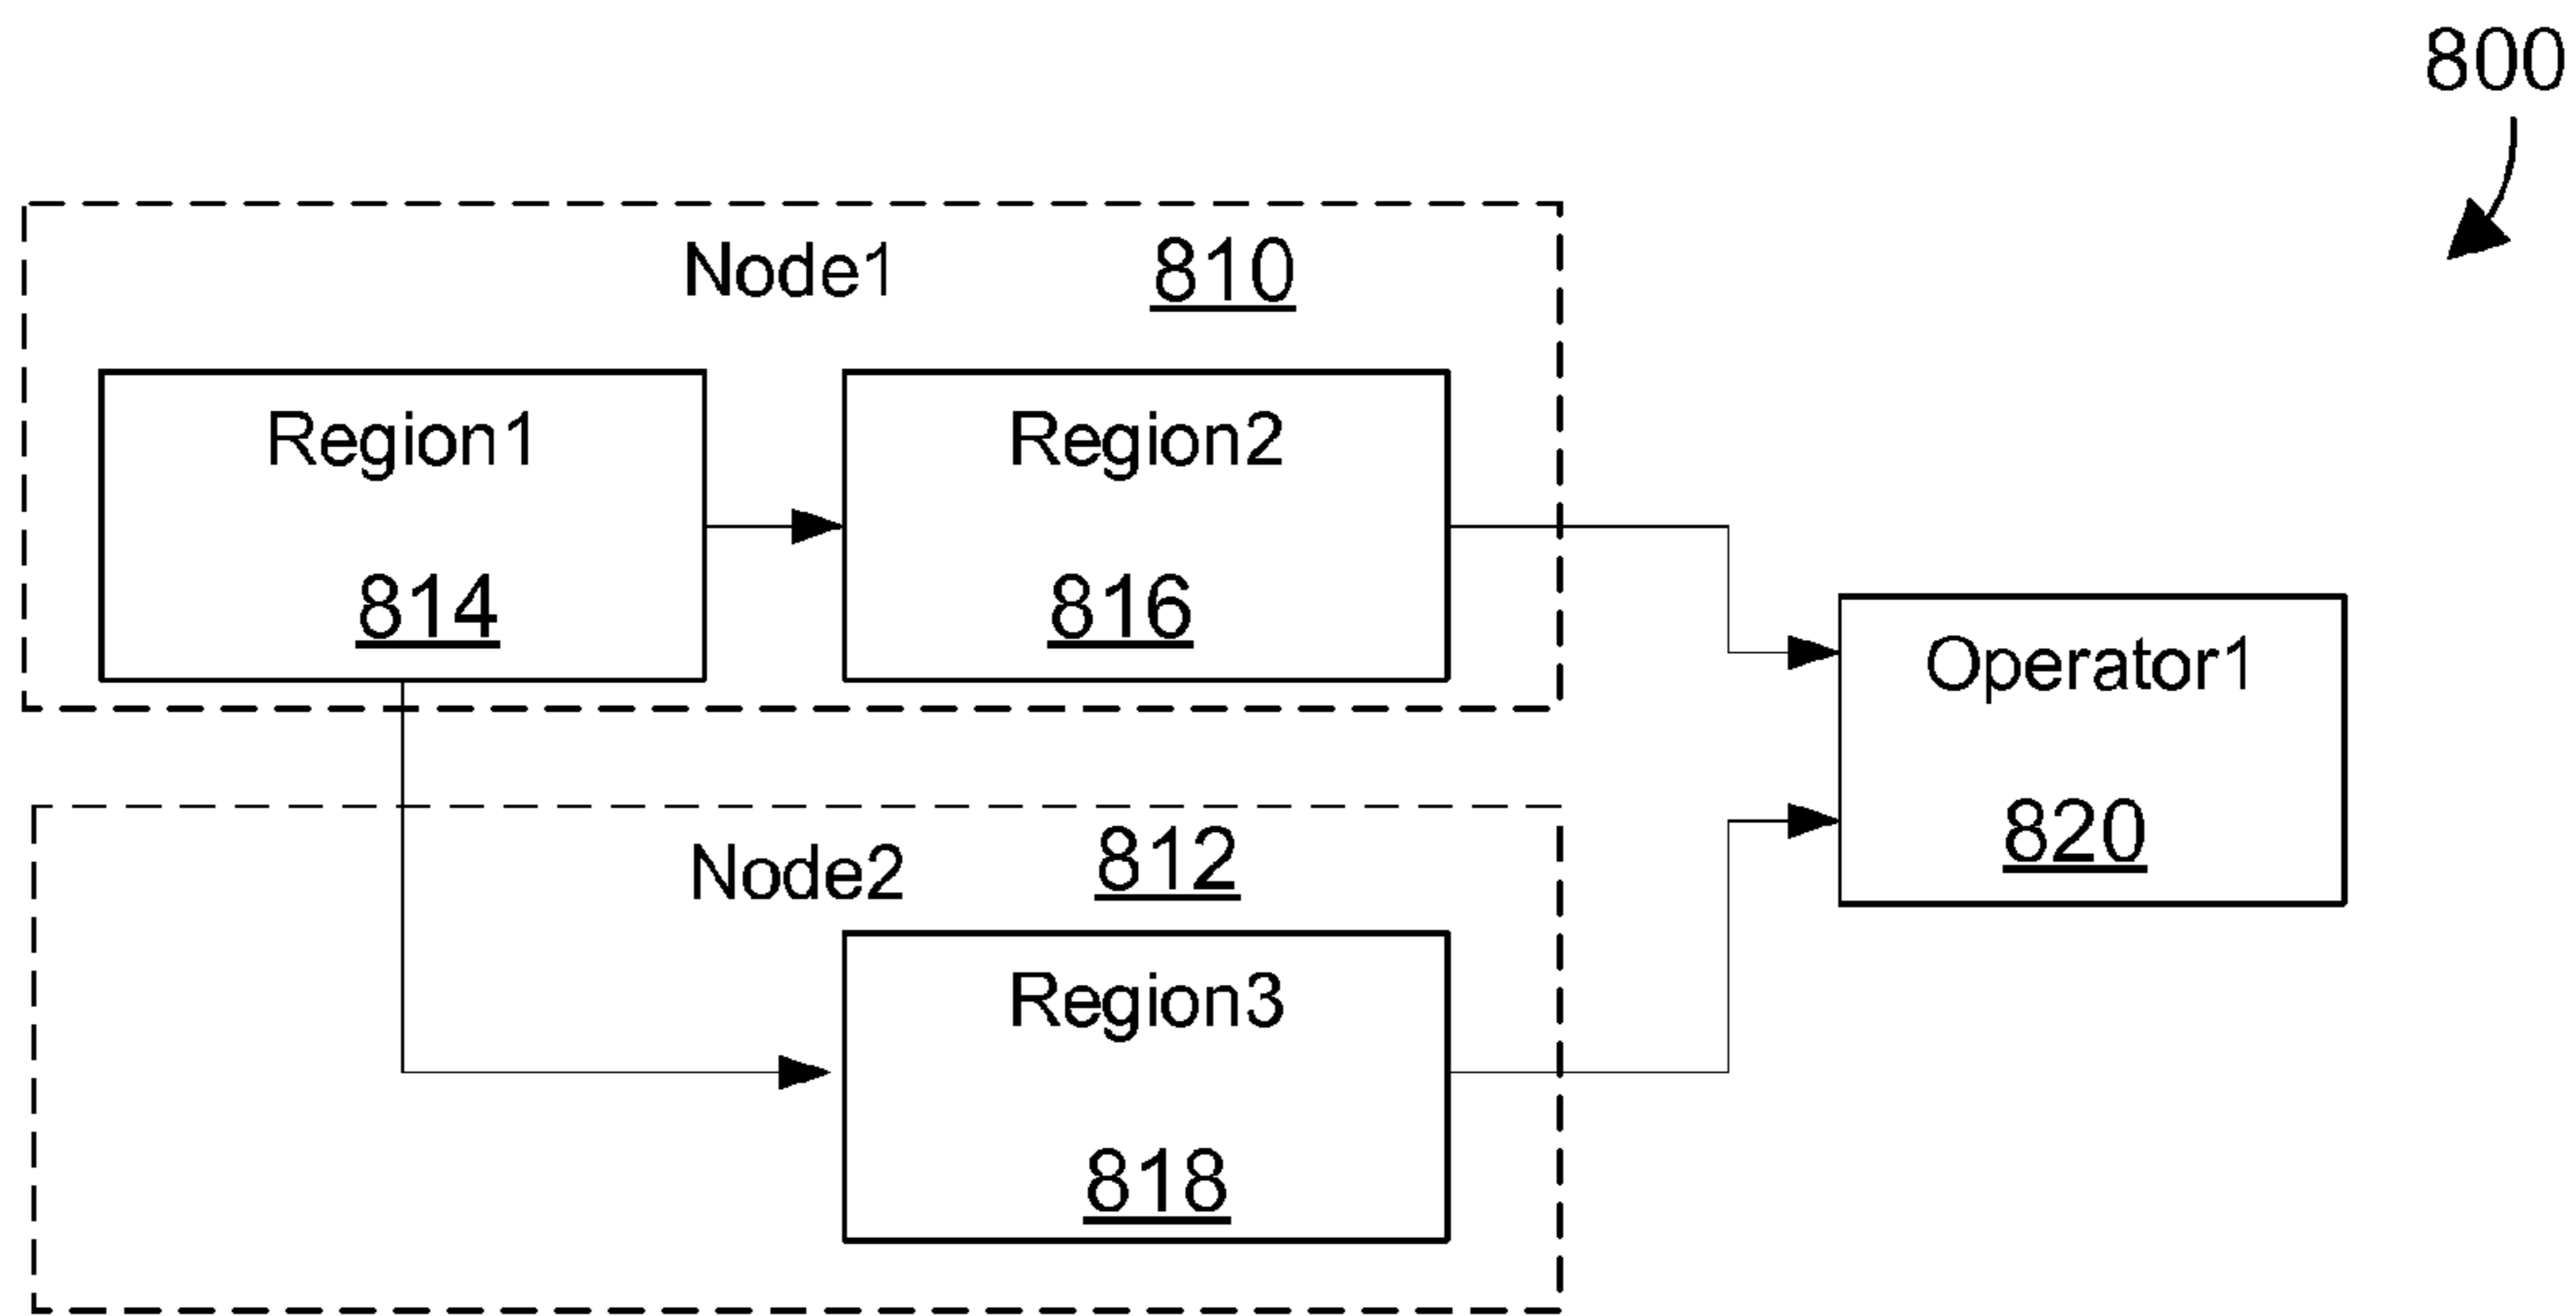 800
Node1 810
Region1
814
Region2
816
Operator1
820
Node2 812
Region3
818